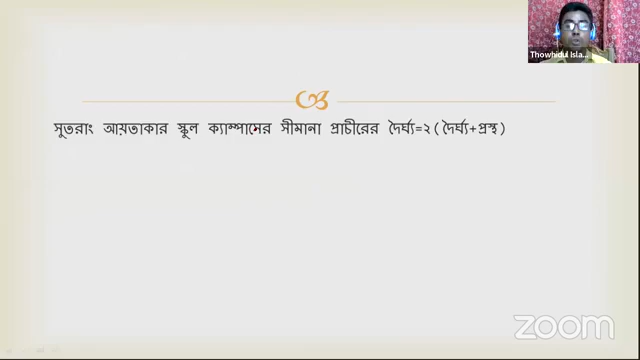 Thowhidul Isla...
সুতরাং আয়তাকার স্কুল ক্যাম্পাসের সীমানা প্রাচীরের দৈর্ঘ্য=২(দৈর্ঘ্য+প্রস্থ)
zoom